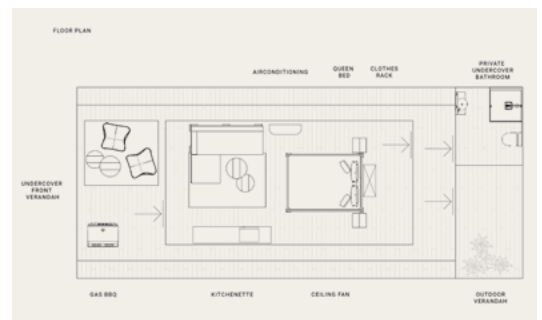 FLOOR PLAN
PRIVATE
UNDERCOVER
BATHROOM
AIRCONDITIONING
QUEEN
BED
CLOTHES
RACK
UNDERCOVER
FRONT
VERANDAH
GAS BBQ
KITCHENETTE
CEILING FAN
OUTDOOR
VERANDAH